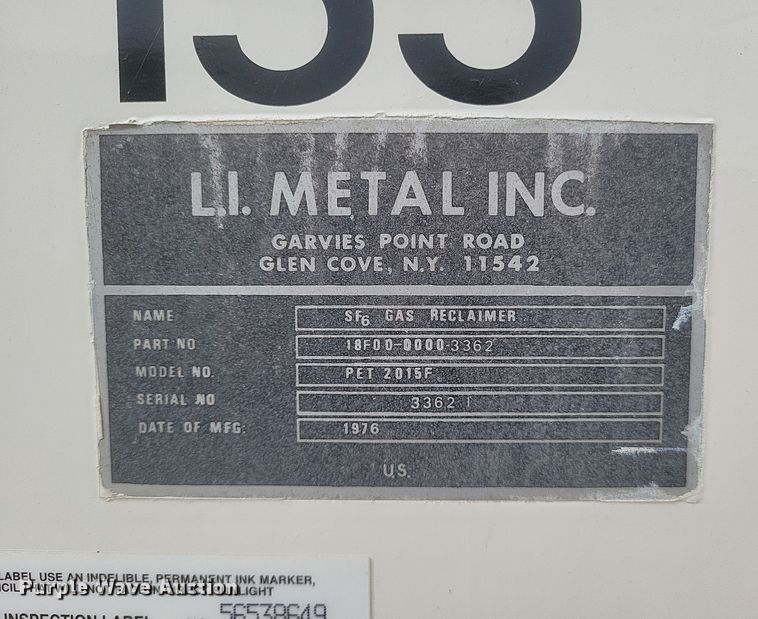 L.I. METAL INC.
GARVIES POINT ROAD
GLEN COVE, N.Y. 11542
NAME SF6 GAS RECLAIMER
PART NO 18F00-0000-3362
MODEL NO. PET 2015F
SERIAL NO 3362 1
DATE OF MFG: 1976
U.S.
LABEL USE AN INDELIBLE, PERMANENT INK MARKER,
Purple Wave Auction
LIGHT
INSPECTION LABEL 56538649